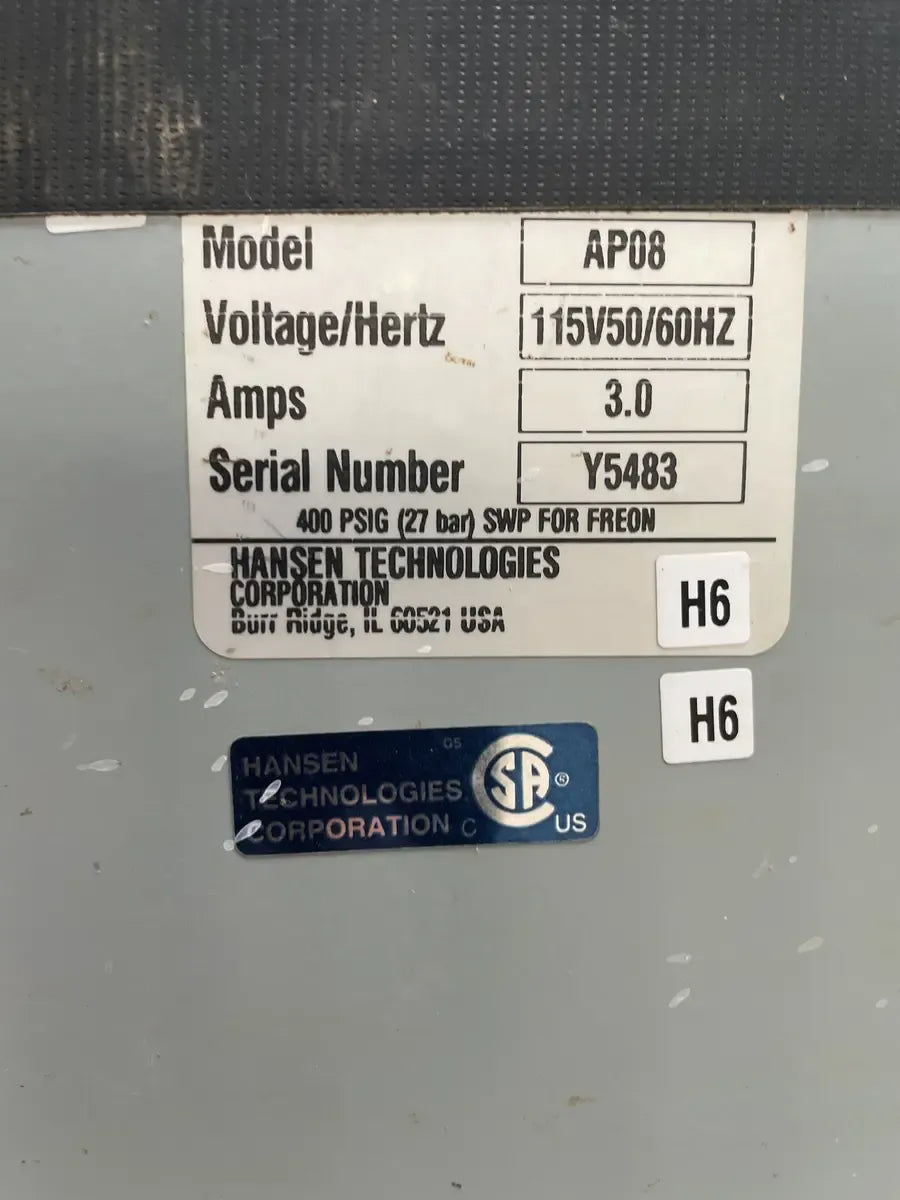 Model AP08
Voltage/Hertz 115V50/60HZ
Amps 3.0
Serial Number Y5483
400 PSIG (27 bar) SWP FOR FREON
HANSEN TECHNOLOGIES
CORPORATION
Burr Ridge, IL 60521 USA
H6
H6
GS
HANSEN
TECHNOLOGIES
CORPORATION
C SA ® US